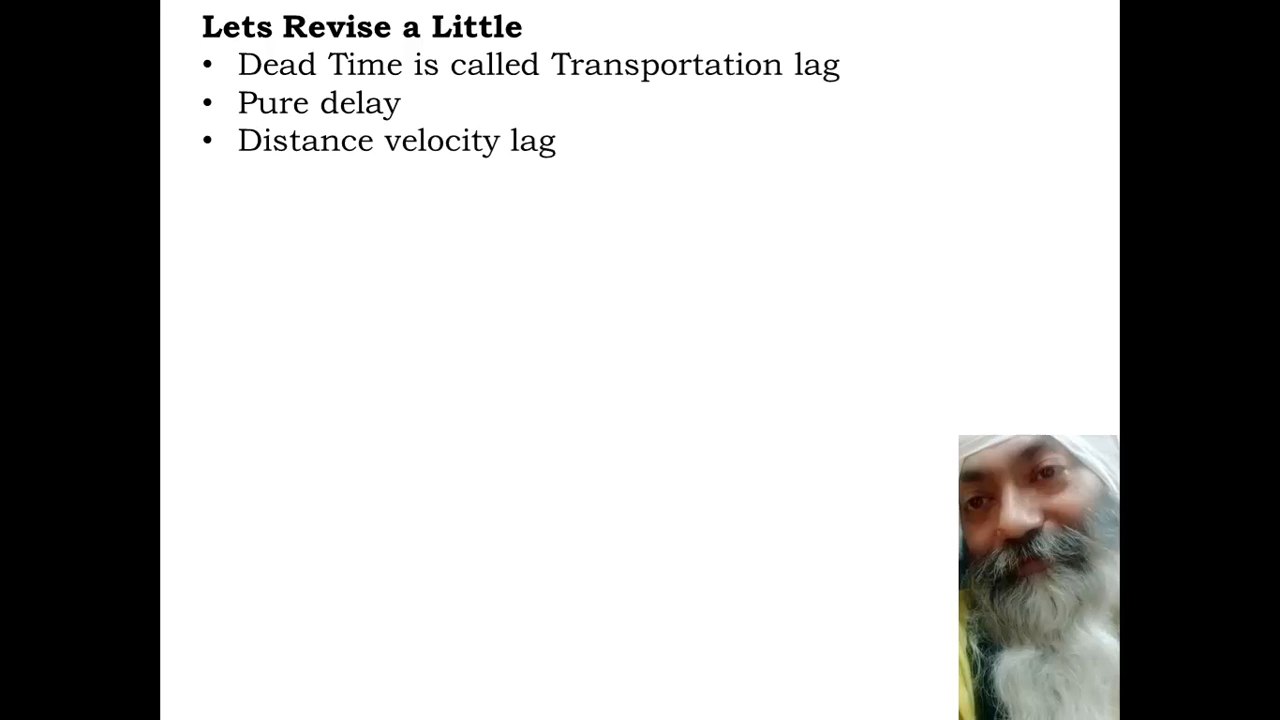 Lets Revise a Little
• Dead Time is called Transportation lag
• Pure delay
• Distance velocity lag